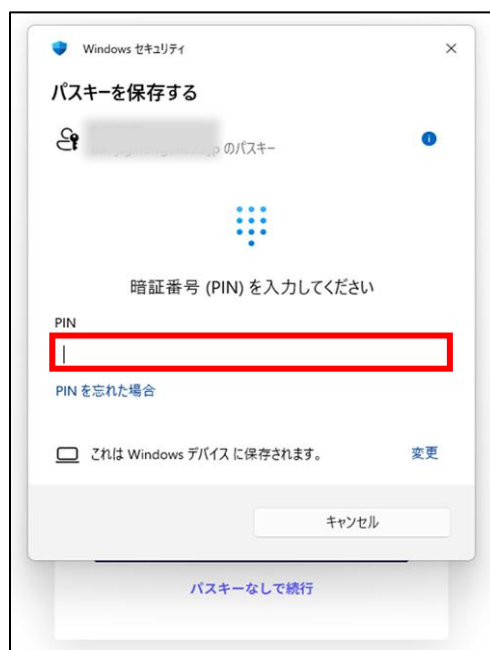 Windows セキュリティ
パスキーを保存する
のパスキー
暗証番号 (PIN) を入力してください
PIN
PIN を忘れた場合
これは Windows デバイス に保存されます。
変更
キャンセル
パスキーなしで続行